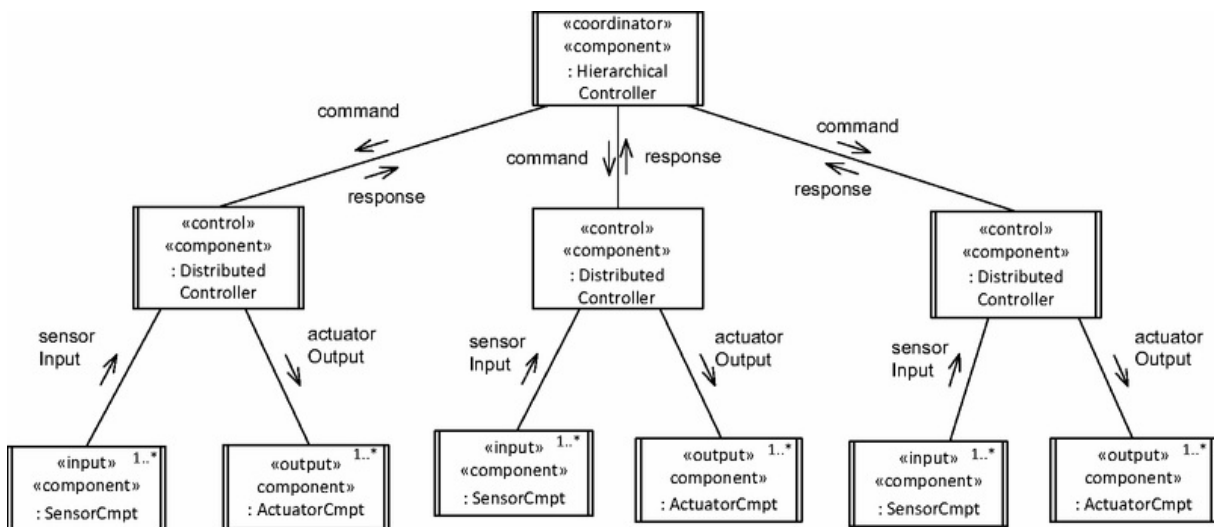 «coordinator»
«component»
: Hierarchical
Controller
command
response
command
response
command
response
«control»
«component»
: Distributed
Controller
«control»
«component»
: Distributed
Controller
«control»
«component»
: Distributed
Controller
sensor
Input
actuator
Output
sensor
Input
actuator
Output
sensor
Input
actuator
Output
«input» 1..*
«component»
: SensorCmpt
«output» 1..*
component»
: ActuatorCmpt
«input» 1..*
«component»
: SensorCmpt
«output» 1..*
component»
: ActuatorCmpt
«input» 1..*
«component»
: SensorCmpt
«output» 1..*
component»
: ActuatorCmpt